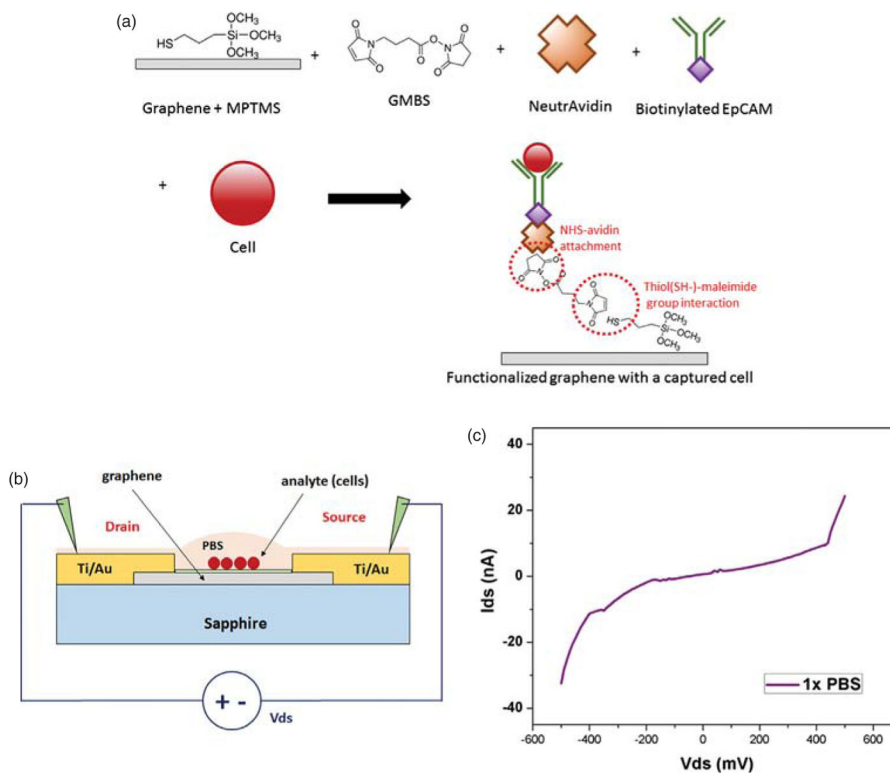 (a)
OCH₃
Si-OCH₃
HS
OCH₃
+
O
N
O
O
O
N
O
O
+
+
Graphene + MPTMS
GMBS
NeutrAvidin
Biotinylated EpCAM
+
Cell
NHS-avidin
attachment
O
N
O
O
O
Thiol(SH-)-maleimide
group interaction
O
N
O
HS
OCH₃
Si-OCH₃
OCH₃
Functionalized graphene with a captured cell
(b)
graphene
analyte (cells)
Drain
Source
PBS
Ti/Au
Ti/Au
Sapphire
+ -
Vds
(c)
40
20
0
-20
-40
Ids (nA)
1x PBS
-600
-400
-200
0
200
400
600
Vds (mV)